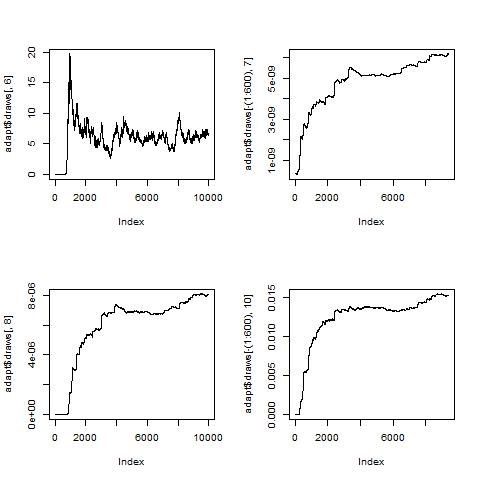 adapt$draws[, 6]
20
15
10
5
0
0
2000
6000
10000
Index
adapt$draws[-(1:600), 7]
5e-09
3e-09
1e-09
0
2000
6000
Index
adapt$draws[, 8]
8e-06
4e-06
0e+00
0
2000
6000
10000
Index
adapt$draws[-(1:600), 10]
0.015
0.010
0.005
0.000
0
2000
6000
Index